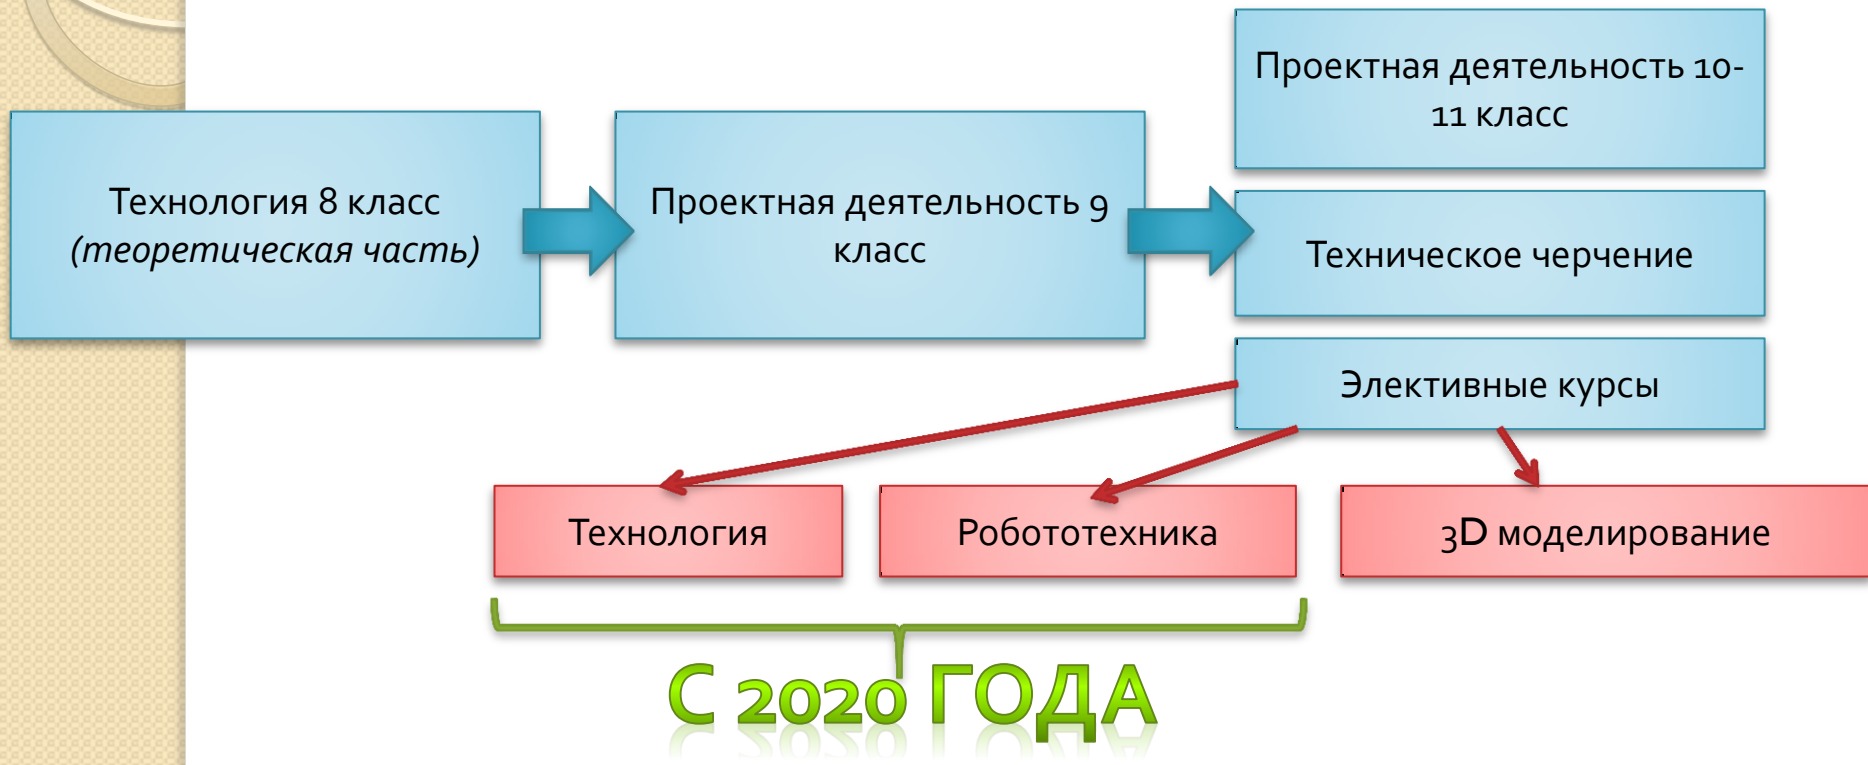 Проектная деятельность 10-
11 класс
Технология 8 класс
(теоретическая часть)
Проектная деятельность 9
класс
Техническое черчение
Элективные курсы
Технология
Робототехника
3D моделирование
С 2020 ГОДА